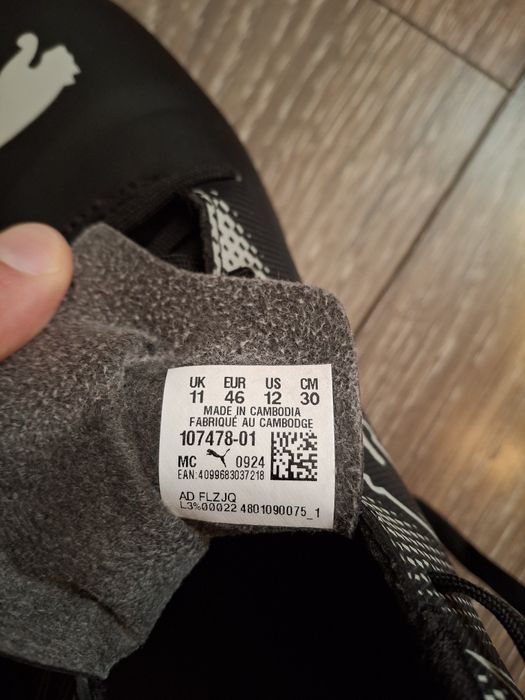 UK EUR US CM
11 46 12 30
MADE IN CAMBODIA
FABRIQUÉ AU CAMBODGE
107478-01
MC 0924
EAN: 4099683037218
AD FLZJQ
L3%00022 4801090075_1